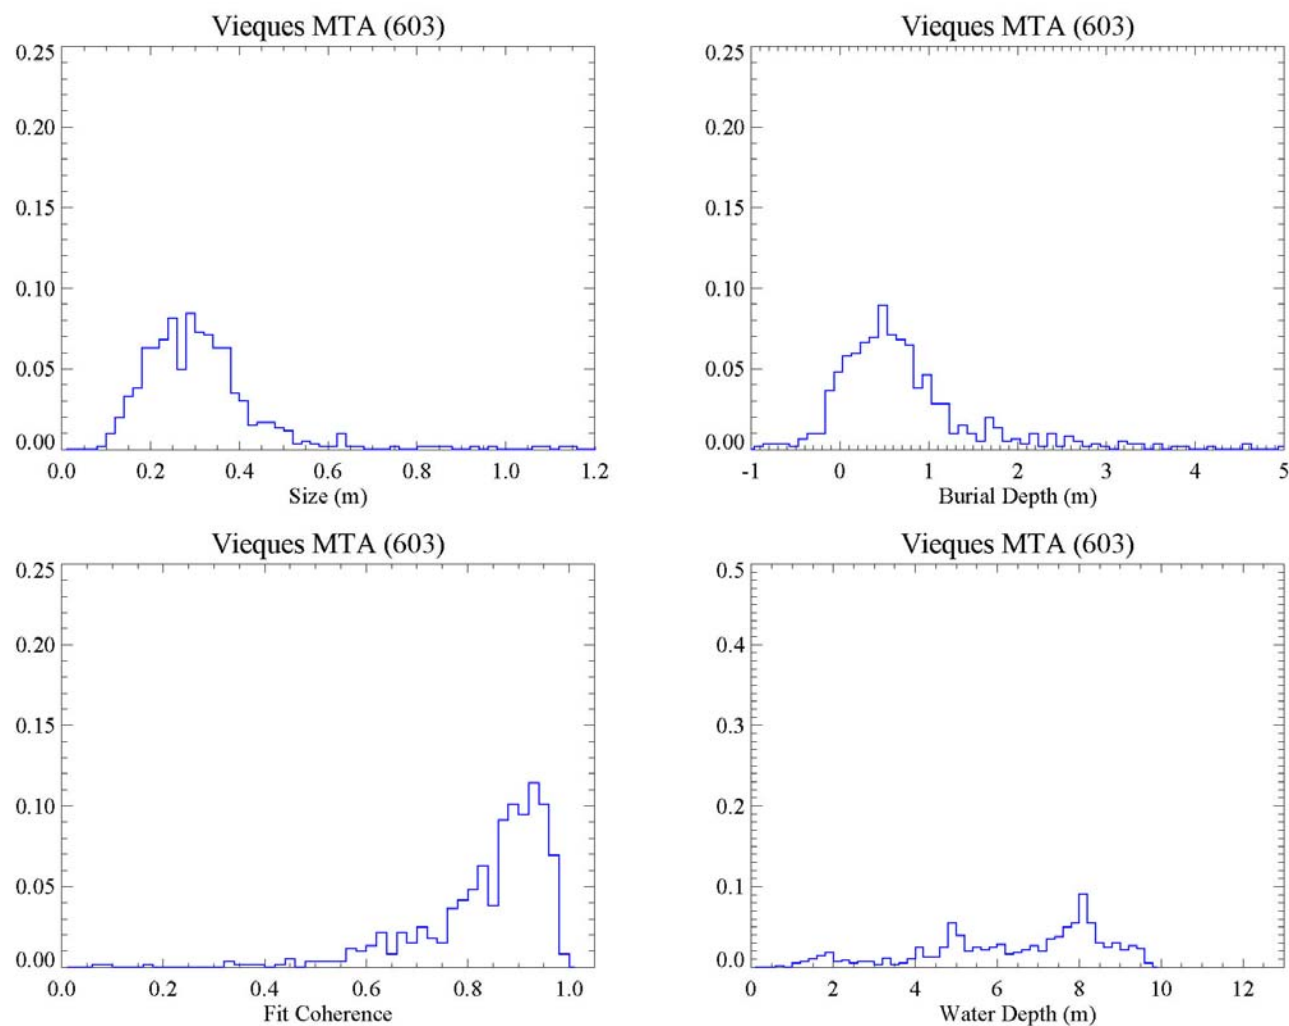 Vieques MTA (603)
0.25
0.20
0.15
0.10
0.05
0.00
0.0 0.2 0.4 0.6 0.8 1.0 1.2
Size (m)
Vieques MTA (603)
0.25
0.20
0.15
0.10
0.05
0.00
-1 0 1 2 3 4 5
Burial Depth (m)
Vieques MTA (603)
0.25
0.20
0.15
0.10
0.05
0.00
0.0 0.2 0.4 0.6 0.8 1.0
Fit Coherence
Vieques MTA (603)
0.5
0.4
0.3
0.2
0.1
0.0
0 2 4 6 8 10 12
Water Depth (m)